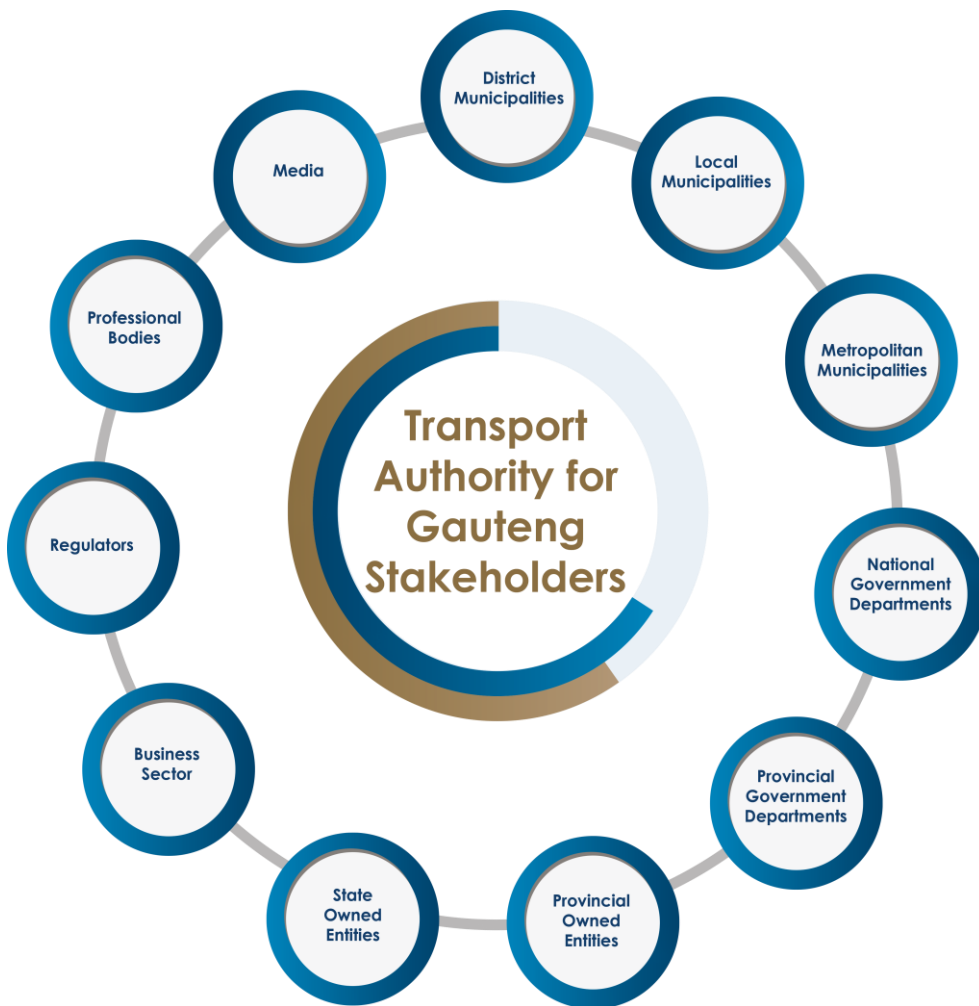 District
Municipalities
Local
Municipalities
Metropolitan
Municipalities
National
Government
Departments
Provincial
Government
Departments
Provincial
Owned
Entities
State
Owned
Entities
Business
Sector
Regulators
Professional
Bodies
Media
Transport
Authority for
Gauteng
Stakeholders